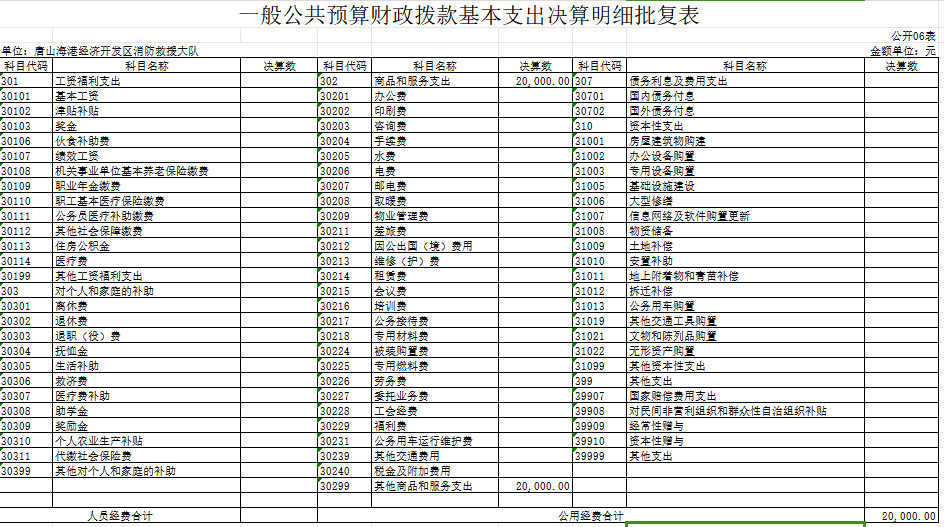 一般公共预算财政拨款基本支出决算明细批复表
公开06表
单位：唐山海港经济开发区消防救援大队 金额单位：元
科目代码 科目名称 决算数 科目代码 科目名称 决算数 科目代码 科目名称 决算数
301 工资福利支出 302 商品和服务支出 20,000.00 307 债务利息及费用支出
30101 基本工资 30201 办公费 30701 国内债务付息
30102 津贴补贴 30202 印刷费 30702 国外债务付息
30103 奖金 30203 咨询费 310 资本性支出
30106 伙食补助费 30204 手续费 31001 房屋建筑物购建
30107 绩效工资 30205 水费 31002 办公设备购置
30108 机关事业单位基本养老保险缴费 30206 电费 31003 专用设备购置
30109 职业年金缴费 30207 邮电费 31005 基础设施建设
30110 职工基本医疗保险缴费 30208 取暖费 31006 大型修缮
30111 公务员医疗补助缴费 30209 物业管理费 31007 信息网络及软件购置更新
30112 其他社会保障缴费 30211 差旅费 31008 物资储备
30113 住房公积金 30212 因公出国（境）费用 31009 土地补偿
30114 医疗费 30213 维修（护）费 31010 安置补助
30199 其他工资福利支出 30214 租赁费 31011 地上附着物和青苗补偿
303 对个人和家庭的补助 30215 会议费 31012 拆迁补偿
30301 离休费 30216 培训费 31013 公务用车购置
30302 退休费 30217 公务接待费 31019 其他交通工具购置
30303 退职（役）费 30218 专用材料费 31021 文物和陈列品购置
30304 抚恤金 30224 被装购置费 31022 无形资产购置
30305 生活补助 30225 专用燃料费 31099 其他资本性支出
30306 救济费 30226 劳务费 399 其他支出
30307 医疗费补助 30227 委托业务费 39907 国家赔偿费用支出
30308 助学金 30228 工会经费 39908 对民间非营利组织和群众性自治组织补贴
30309 奖励金 30229 福利费 39909 经常性赠与
30310 个人农业生产补贴 30231 公务用车运行维护费 39910 资本性赠与
30311 代缴社会保险费 30239 其他交通费用 39999 其他支出
30399 其他对个人和家庭的补助 30240 税金及附加费用
30299 其他商品和服务支出 20,000.00
人员经费合计 公用经费合计 20,000.00